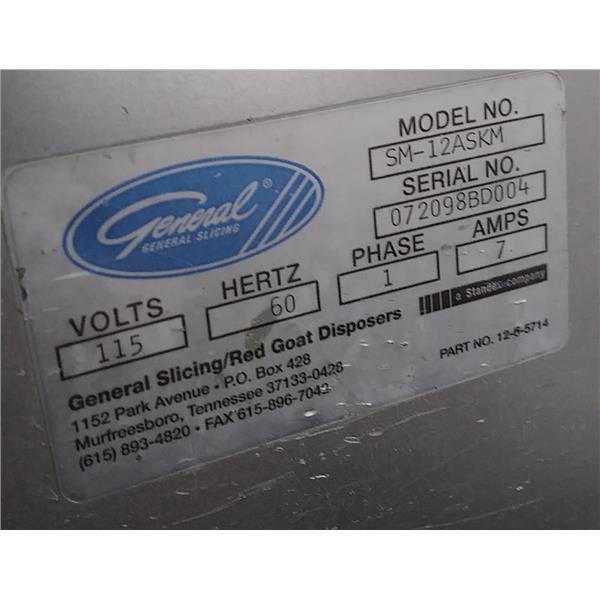 General®
GENERAL SLICING
MODEL NO.
SM-12ASKM
SERIAL NO.
072098BD004
VOLTS HERTZ PHASE AMPS
115 60 1 7
General Slicing/Red Goat Disposers
1152 Park Avenue • P.O. Box 428
Murfreesboro, Tennessee 37133-0428
(615) 893-4820 • FAX 615-896-7042
a Standex company
PART NO. 12-6-5714